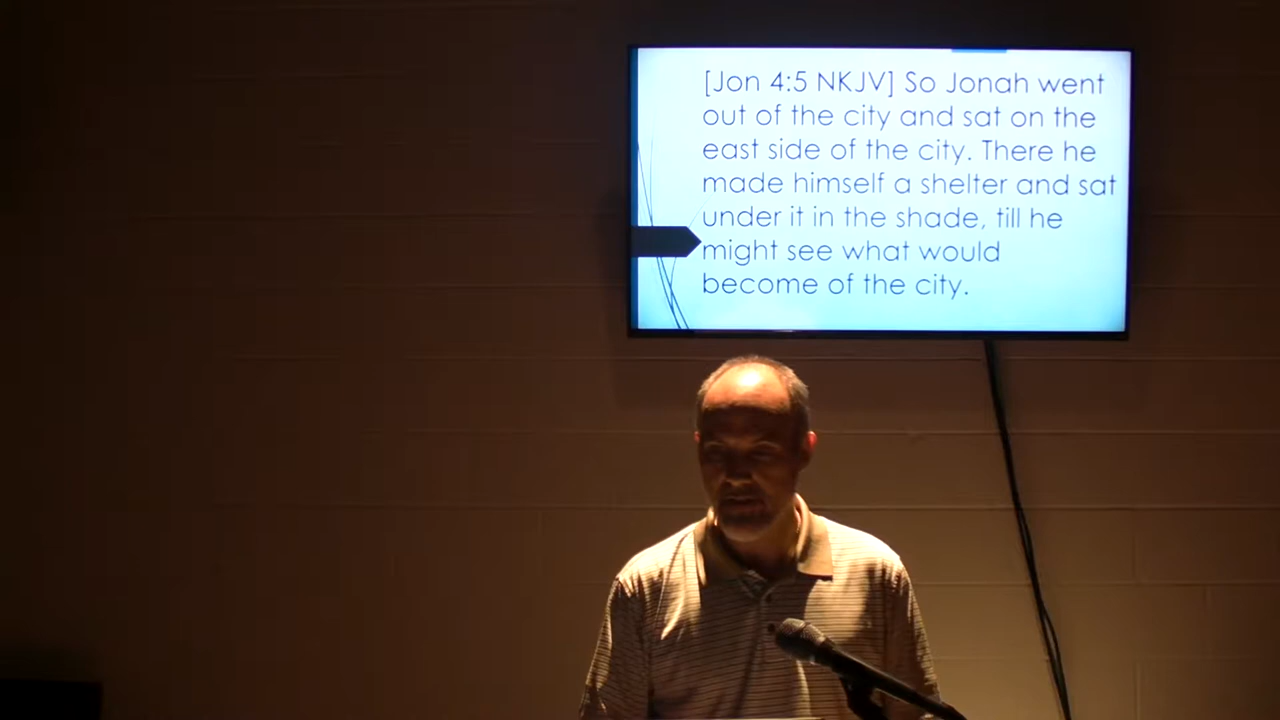 [Jon 4:5 NKJV] So Jonah went
out of the city and sat on the
east side of the city. There he
made himself a shelter and sat
under it in the shade, till he
might see what would
become of the city.